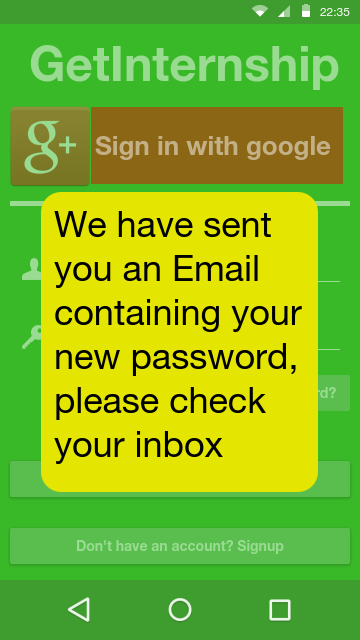 22:35
GetInternship
g+
Sign in with google
We have sent
you an Email
containing your
new password,
please check
your inbox
rd?
Don't have an account? Signup